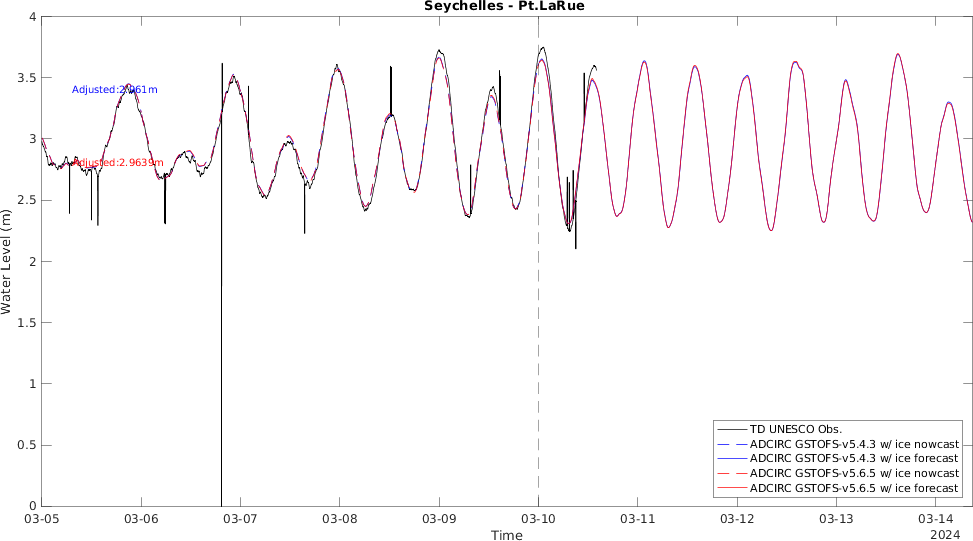 Seychelles - Pt.LaRue
4
3.5
3
2.5
2
1.5
1
0.5
0
Water Level (m)
Adjusted:2.9639m
TD UNESCO Obs.
ADCIRC GSTOFS-v5.4.3 w/ ice nowcast
ADCIRC GSTOFS-v5.4.3 w/ ice forecast
ADCIRC GSTOFS-v5.6.5 w/ ice nowcast
ADCIRC GSTOFS-v5.6.5 w/ ice forecast
03-05 03-06 03-07 03-08 03-09 03-10 03-11 03-12 03-13 03-14
Time
2024